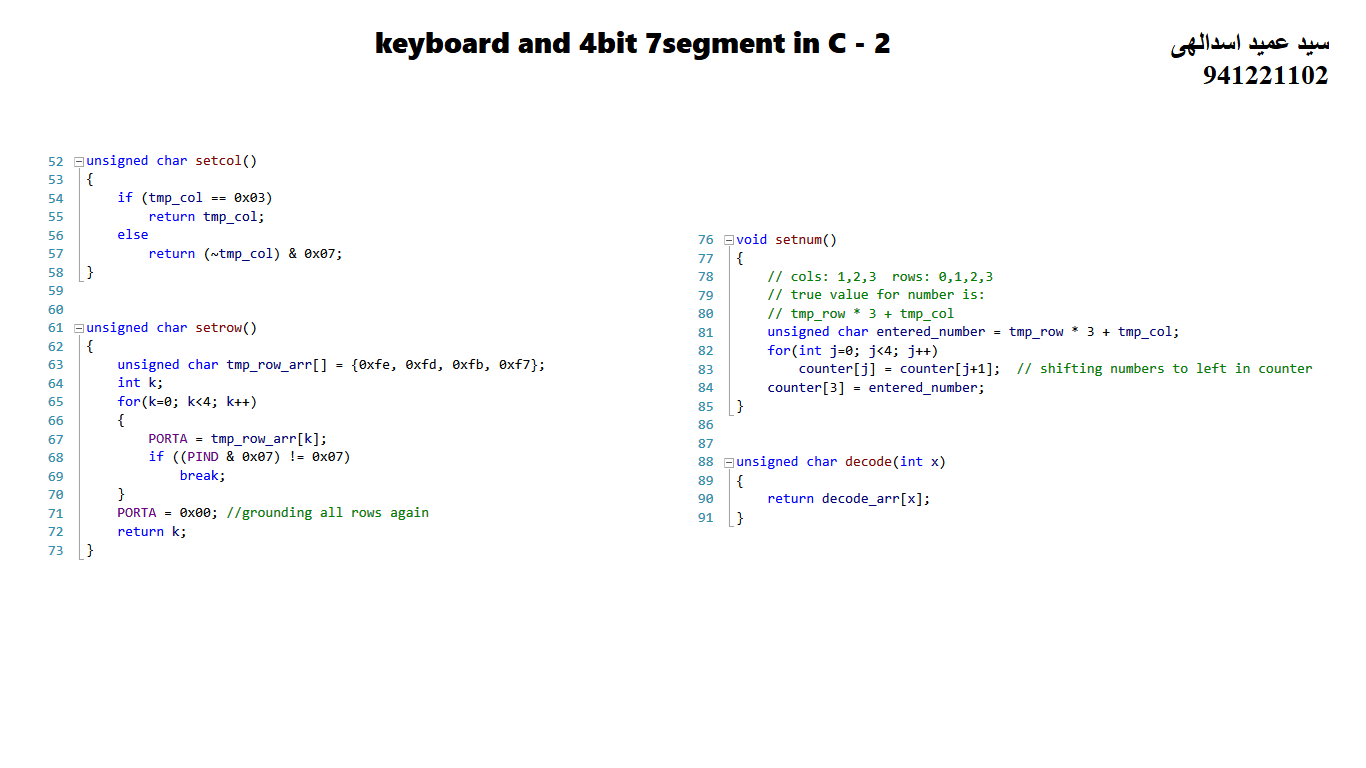 keyboard and 4bit 7segment in C - 2
سید عمید اسدالهی
941221102
52 unsigned char setcol()
53 {
54     if (tmp_col == 0x03)
55         return tmp_col;
56     else
57         return (~tmp_col) & 0x07;
58 }
59
60
61 unsigned char setrow()
62 {
63     unsigned char tmp_row_arr[] = {0xfe, 0xfd, 0xfb, 0xf7};
64     int k;
65     for(k=0; k<4; k++)
66     {
67         PORTA = tmp_row_arr[k];
68         if ((PIND & 0x07) != 0x07)
69             break;
70     }
71     PORTA = 0x00; //grounding all rows again
72     return k;
73 }
76 void setnum()
77 {
78     // cols: 1,2,3  rows: 0,1,2,3
79     // true value for number is:
80     // tmp_row * 3 + tmp_col
81     unsigned char entered_number = tmp_row * 3 + tmp_col;
82     for(int j=0; j<4; j++)
83         counter[j] = counter[j+1];  // shifting numbers to left in counter
84     counter[3] = entered_number;
85 }
86
87
88 unsigned char decode(int x)
89 {
90     return decode_arr[x];
91 }